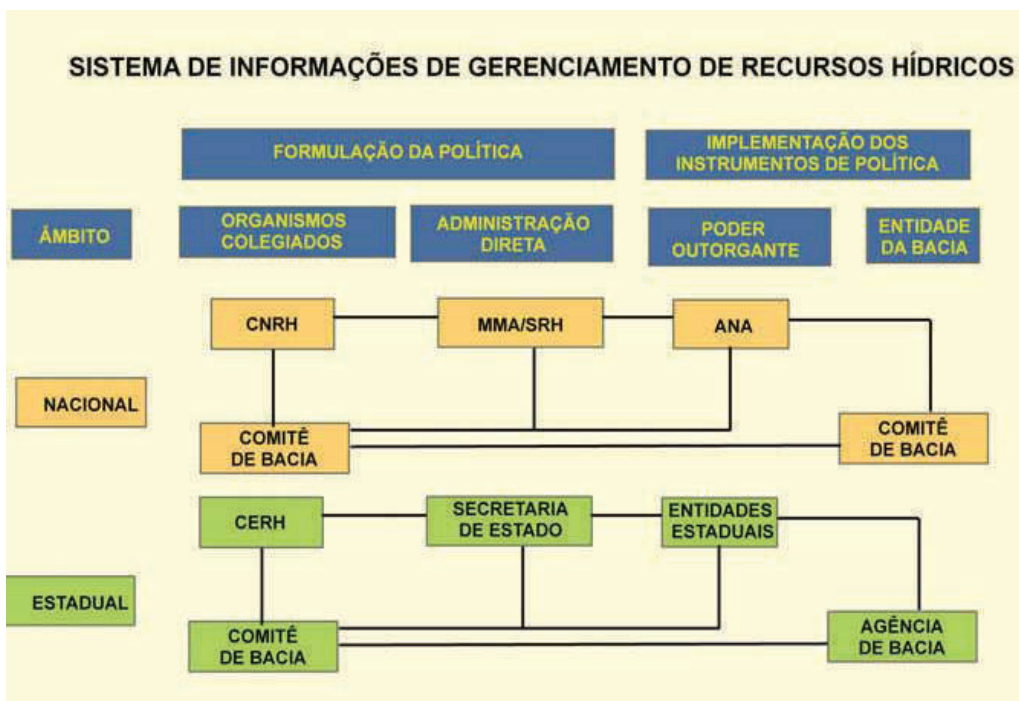 SISTEMA DE INFORMAÇÕES DE GERENCIAMENTO DE RECURSOS HÍDRICOS
FORMULAÇÃO DA POLÍTICA
IMPLEMENTAÇÃO DOS
INSTRUMENTOS DE POLÍTICA
ÂMBITO
ORGANISMOS
COLEGIADOS
ADMINISTRAÇÃO
DIRETA
PODER
OUTORGANTE
ENTIDADE
DA BACIA
CNRH
MMA/SRH
ANA
NACIONAL
COMITÊ
DE BACIA
COMITÊ
DE BACIA
CERH
SECRETARIA
DE ESTADO
ENTIDADES
ESTADUAIS
ESTADUAL
COMITÊ
DE BACIA
AGÊNCIA
DE BACIA